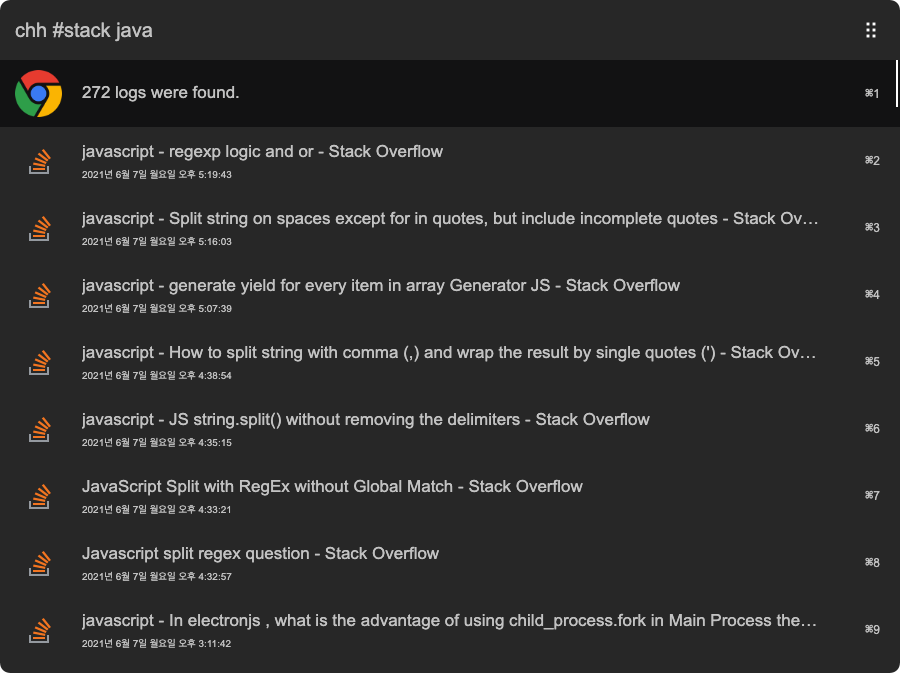 chh #stack java
272 logs were found.
⌘1
javascript - regexp logic and or - Stack Overflow
2021년 6월 7일 월요일 오후 5:19:43
⌘2
javascript - Split string on spaces except for in quotes, but include incomplete quotes - Stack Ov…
2021년 6월 7일 월요일 오후 5:16:03
⌘3
javascript - generate yield for every item in array Generator JS - Stack Overflow
2021년 6월 7일 월요일 오후 5:07:39
⌘4
javascript - How to split string with comma (,) and wrap the result by single quotes (') - Stack Ov…
2021년 6월 7일 월요일 오후 4:38:54
⌘5
javascript - JS string.split() without removing the delimiters - Stack Overflow
2021년 6월 7일 월요일 오후 4:35:15
⌘6
JavaScript Split with RegEx without Global Match - Stack Overflow
2021년 6월 7일 월요일 오후 4:33:21
⌘7
Javascript split regex question - Stack Overflow
2021년 6월 7일 월요일 오후 4:32:57
⌘8
javascript - In electronjs , what is the advantage of using child_process.fork in Main Process the…
2021년 6월 7일 월요일 오후 3:11:42
⌘9